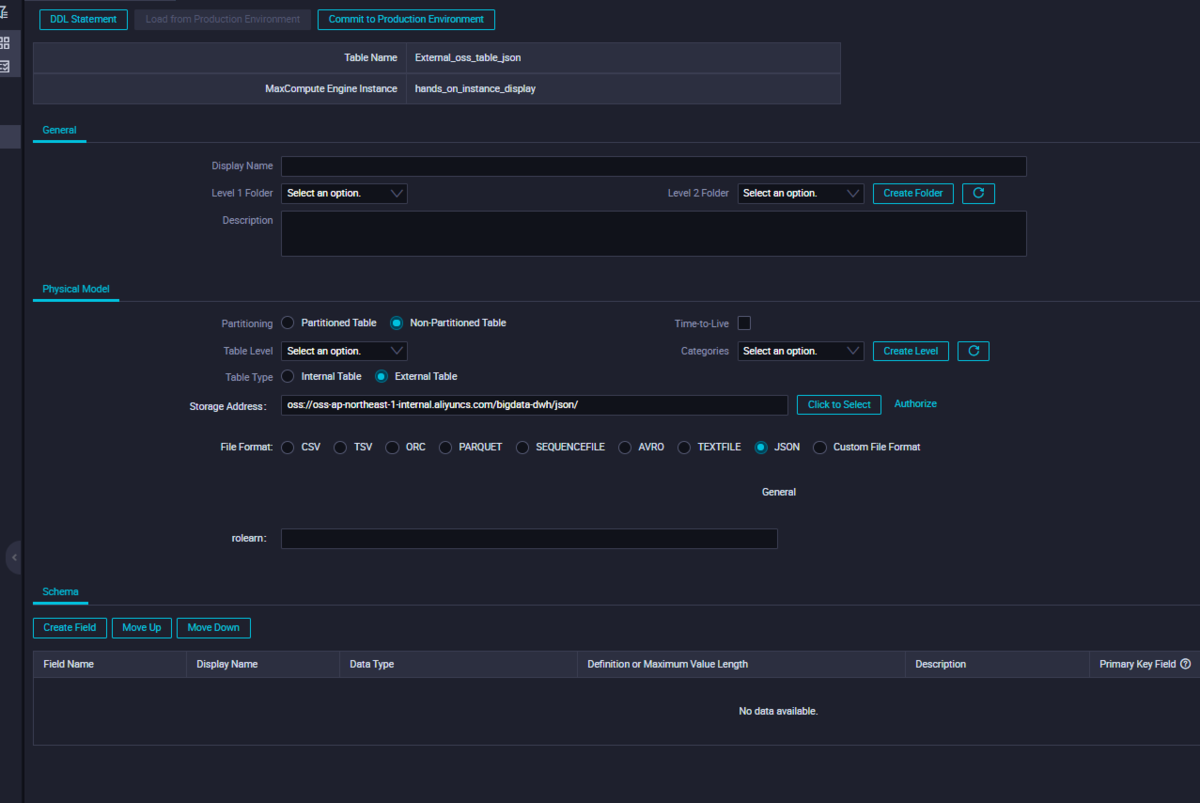 DDL Statement Load from Production Environment Commit to Production Environment
Table Name External_oss_table_json
MaxCompute Engine Instance hands_on_instance_display
General
Display Name
Level 1 Folder Select an option. Level 2 Folder Select an option. Create Folder
Description
Physical Model
Partitioning Partitioned Table Non-Partitioned Table Time-to-Live
Table Level Select an option. Categories Select an option. Create Level
Table Type Internal Table External Table
Storage Address: oss://oss-ap-northeast-1-internal.aliyuncs.com/bigdata-dwh/json/ Click to Select Authorize
File Format: CSV TSV ORC PARQUET SEQUENCEFILE AVRO TEXTFILE JSON Custom File Format
General
rolearn:
Schema
Create Field Move Up Move Down
Field Name Display Name Data Type Definition or Maximum Value Length Description Primary Key Field
No data available.